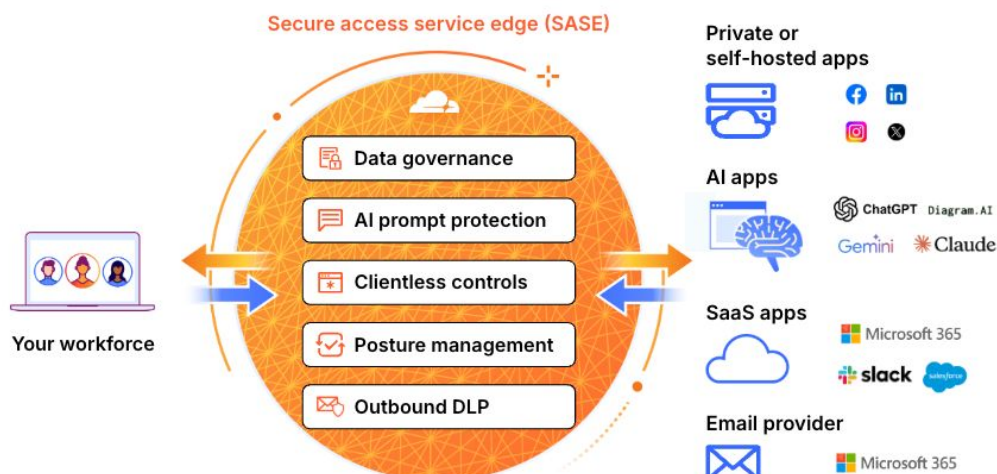 Secure access service edge (SASE)
Data governance
AI prompt protection
Clientless controls
Posture management
Outbound DLP
Your workforce
Private or
self-hosted apps
in
AI apps
ChatGPT Diagram.AI
Gemini Claude
SaaS apps
Microsoft 365
slack salesforce
Email provider
Microsoft 365